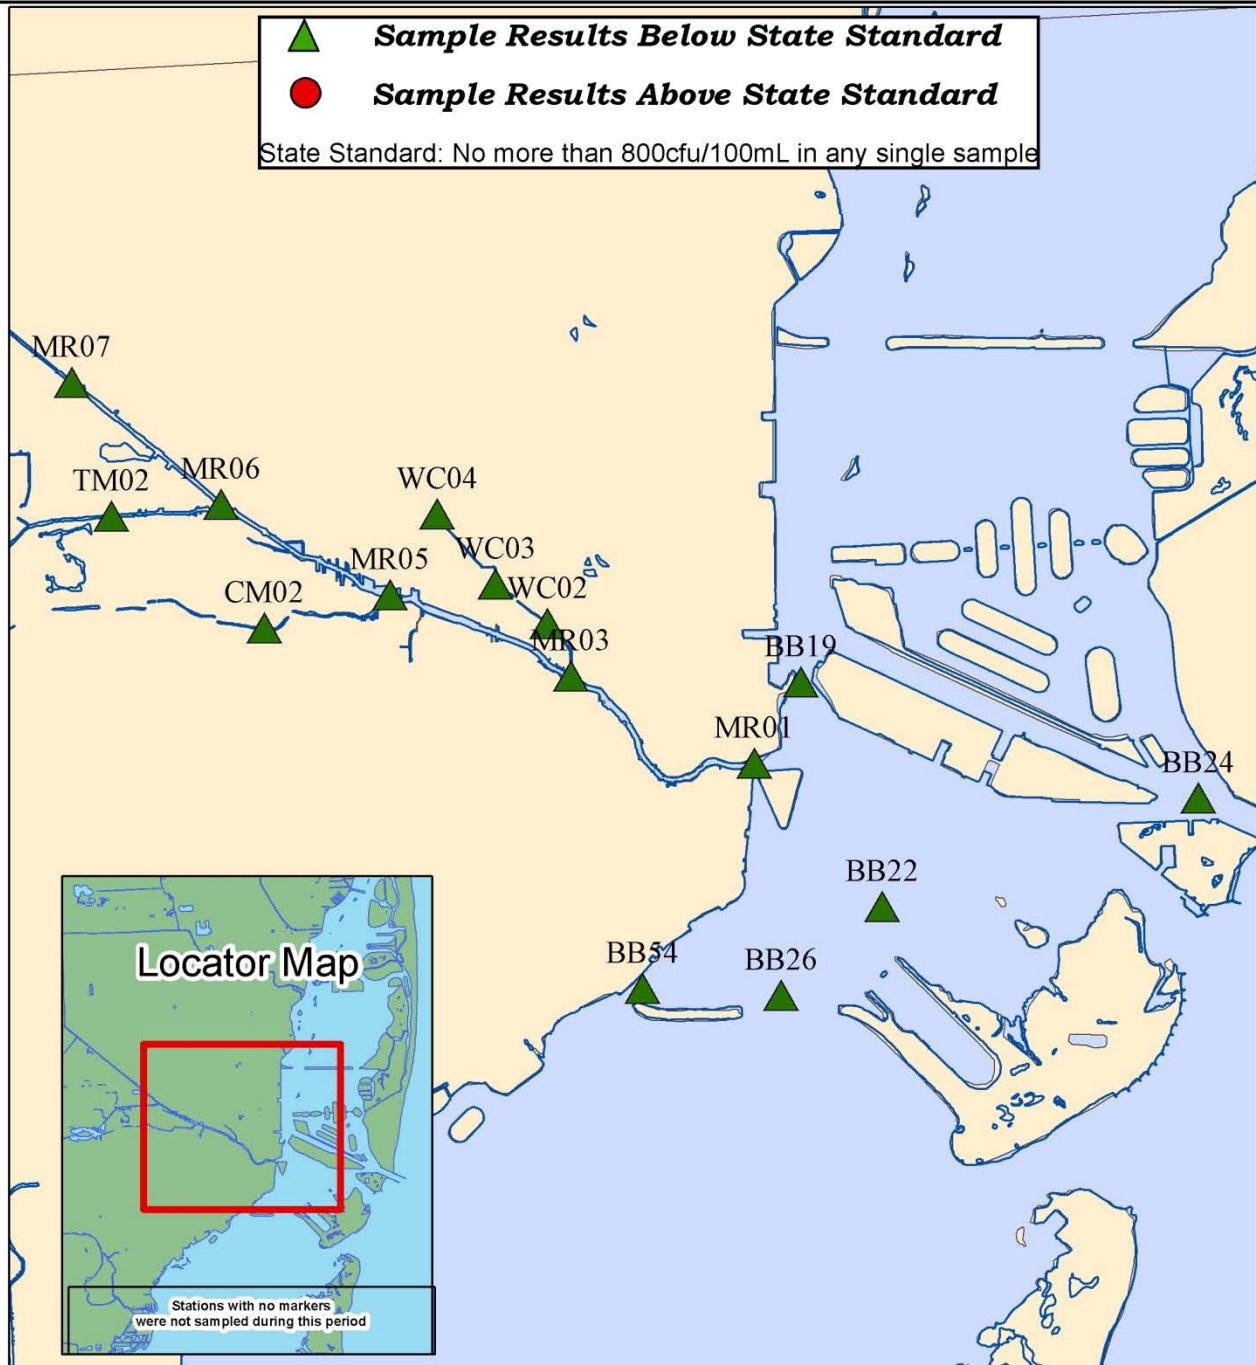 Sample Results Below State Standard
Sample Results Above State Standard
State Standard: No more than 800cfu/100mL in any single sample
MR07
TM02
MR06
WC04
WC03
MR05
WC02
CM02
MR03
BB19
MR01
BB24
BB22
BB54
BB26
Locator Map
Stations with no markers
were not sampled during this period